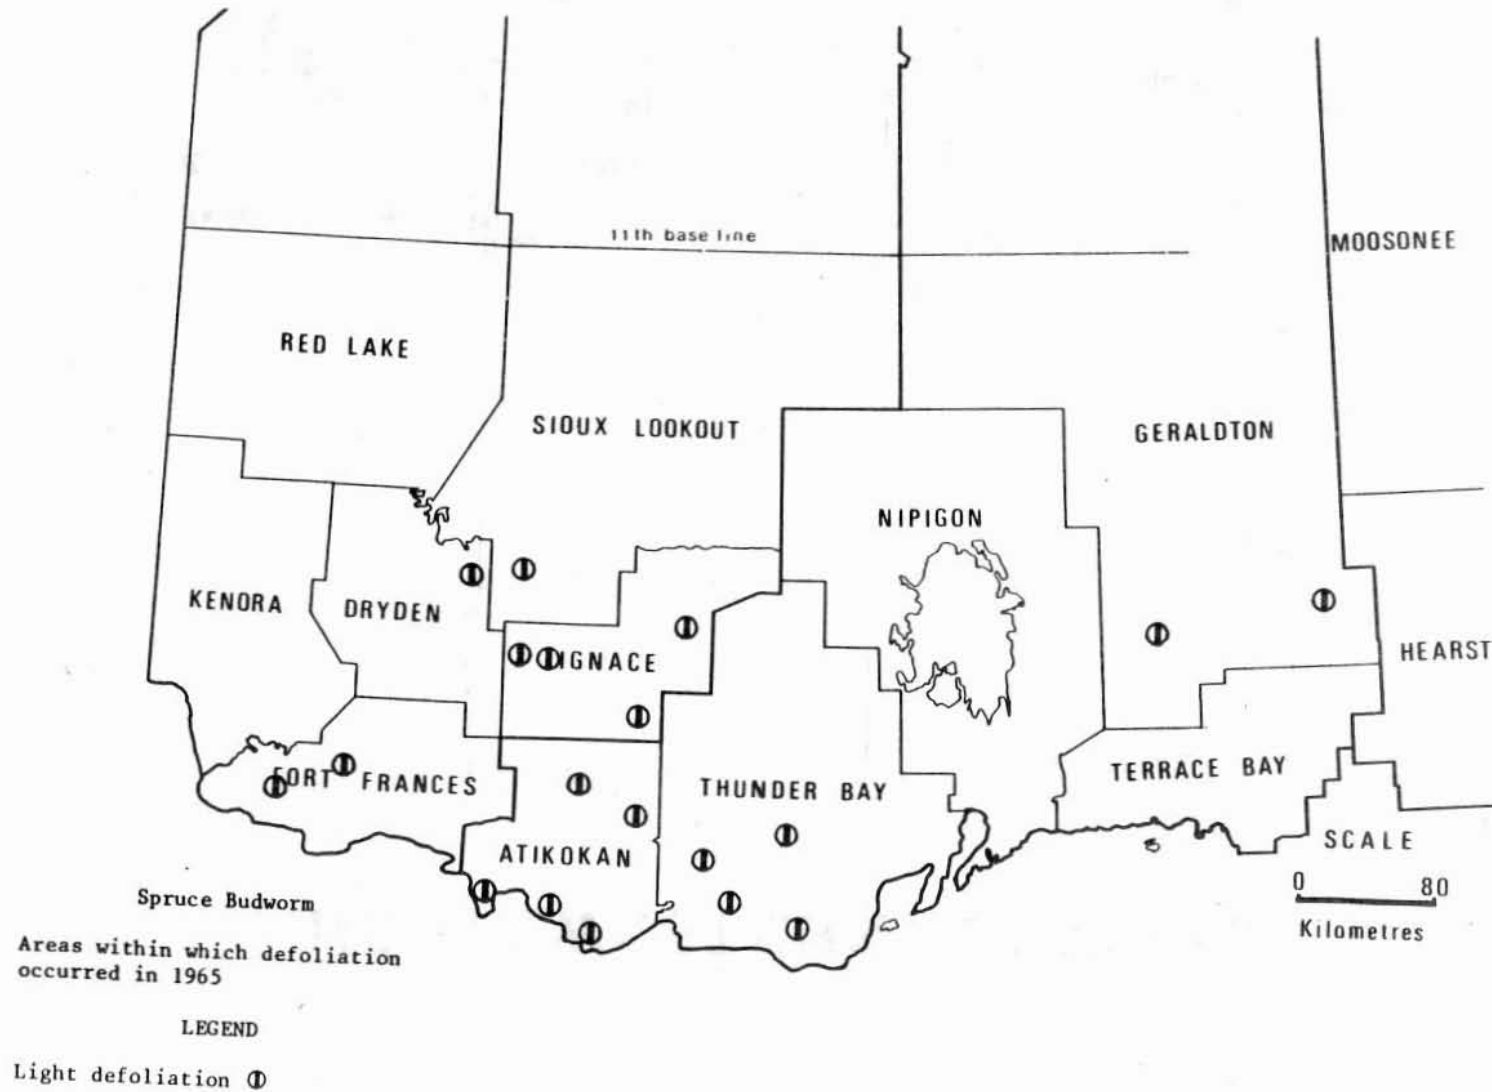 11th base line
MOOSONEE
RED LAKE
SIOUX LOOKOUT
GERALDTON
NIPIGON
KENORA
DRYDEN
IGNACE
HEARST
FORT FRANCES
THUNDER BAY
TERRACE BAY
ATIKOKAN
SCALE
0 80
Kilometres
Spruce Budworm
Areas within which defoliation
occurred in 1965
LEGEND
Light defoliation